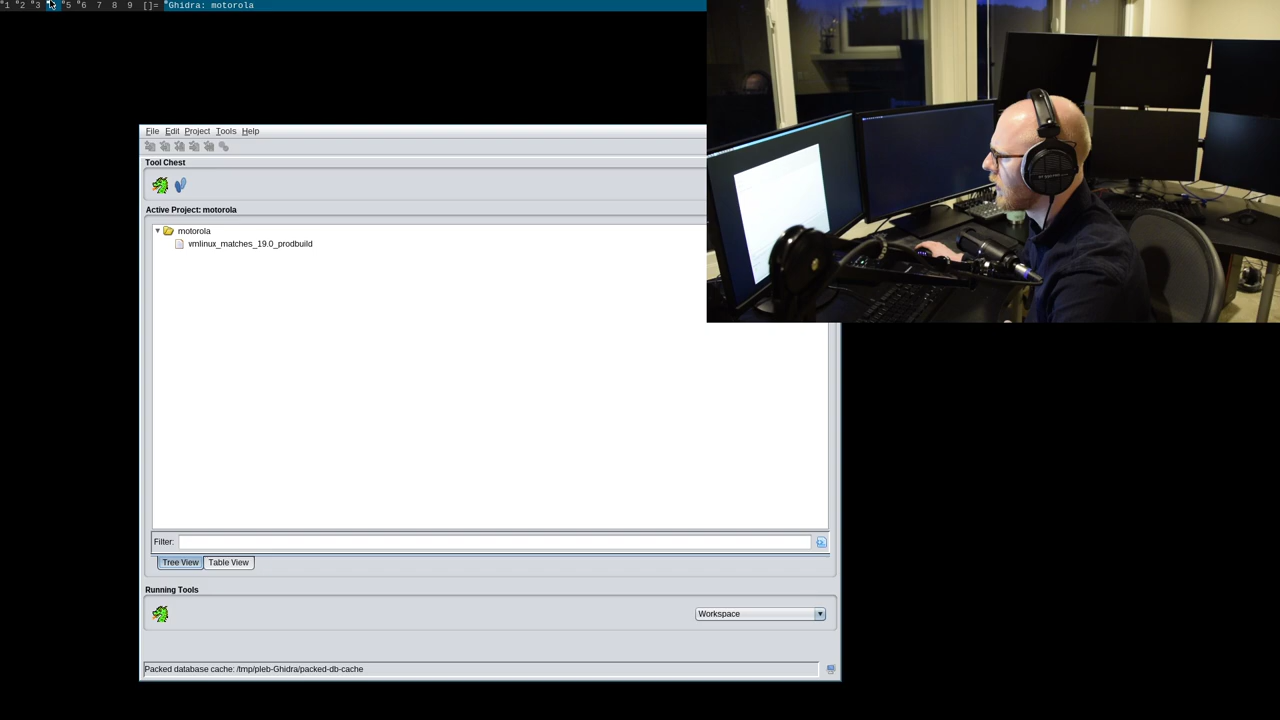 1 2 3 5 6 7 8 9 []= Ghidra: motorola
File Edit Project Tools Help
Tool Chest
Active Project: motorola
motorola
vmlinux_matches_19.0_prodbuild
Filter:
Tree View Table View
Running Tools
Workspace
Packed database cache: /tmp/pleb-Ghidra/packed-db-cache